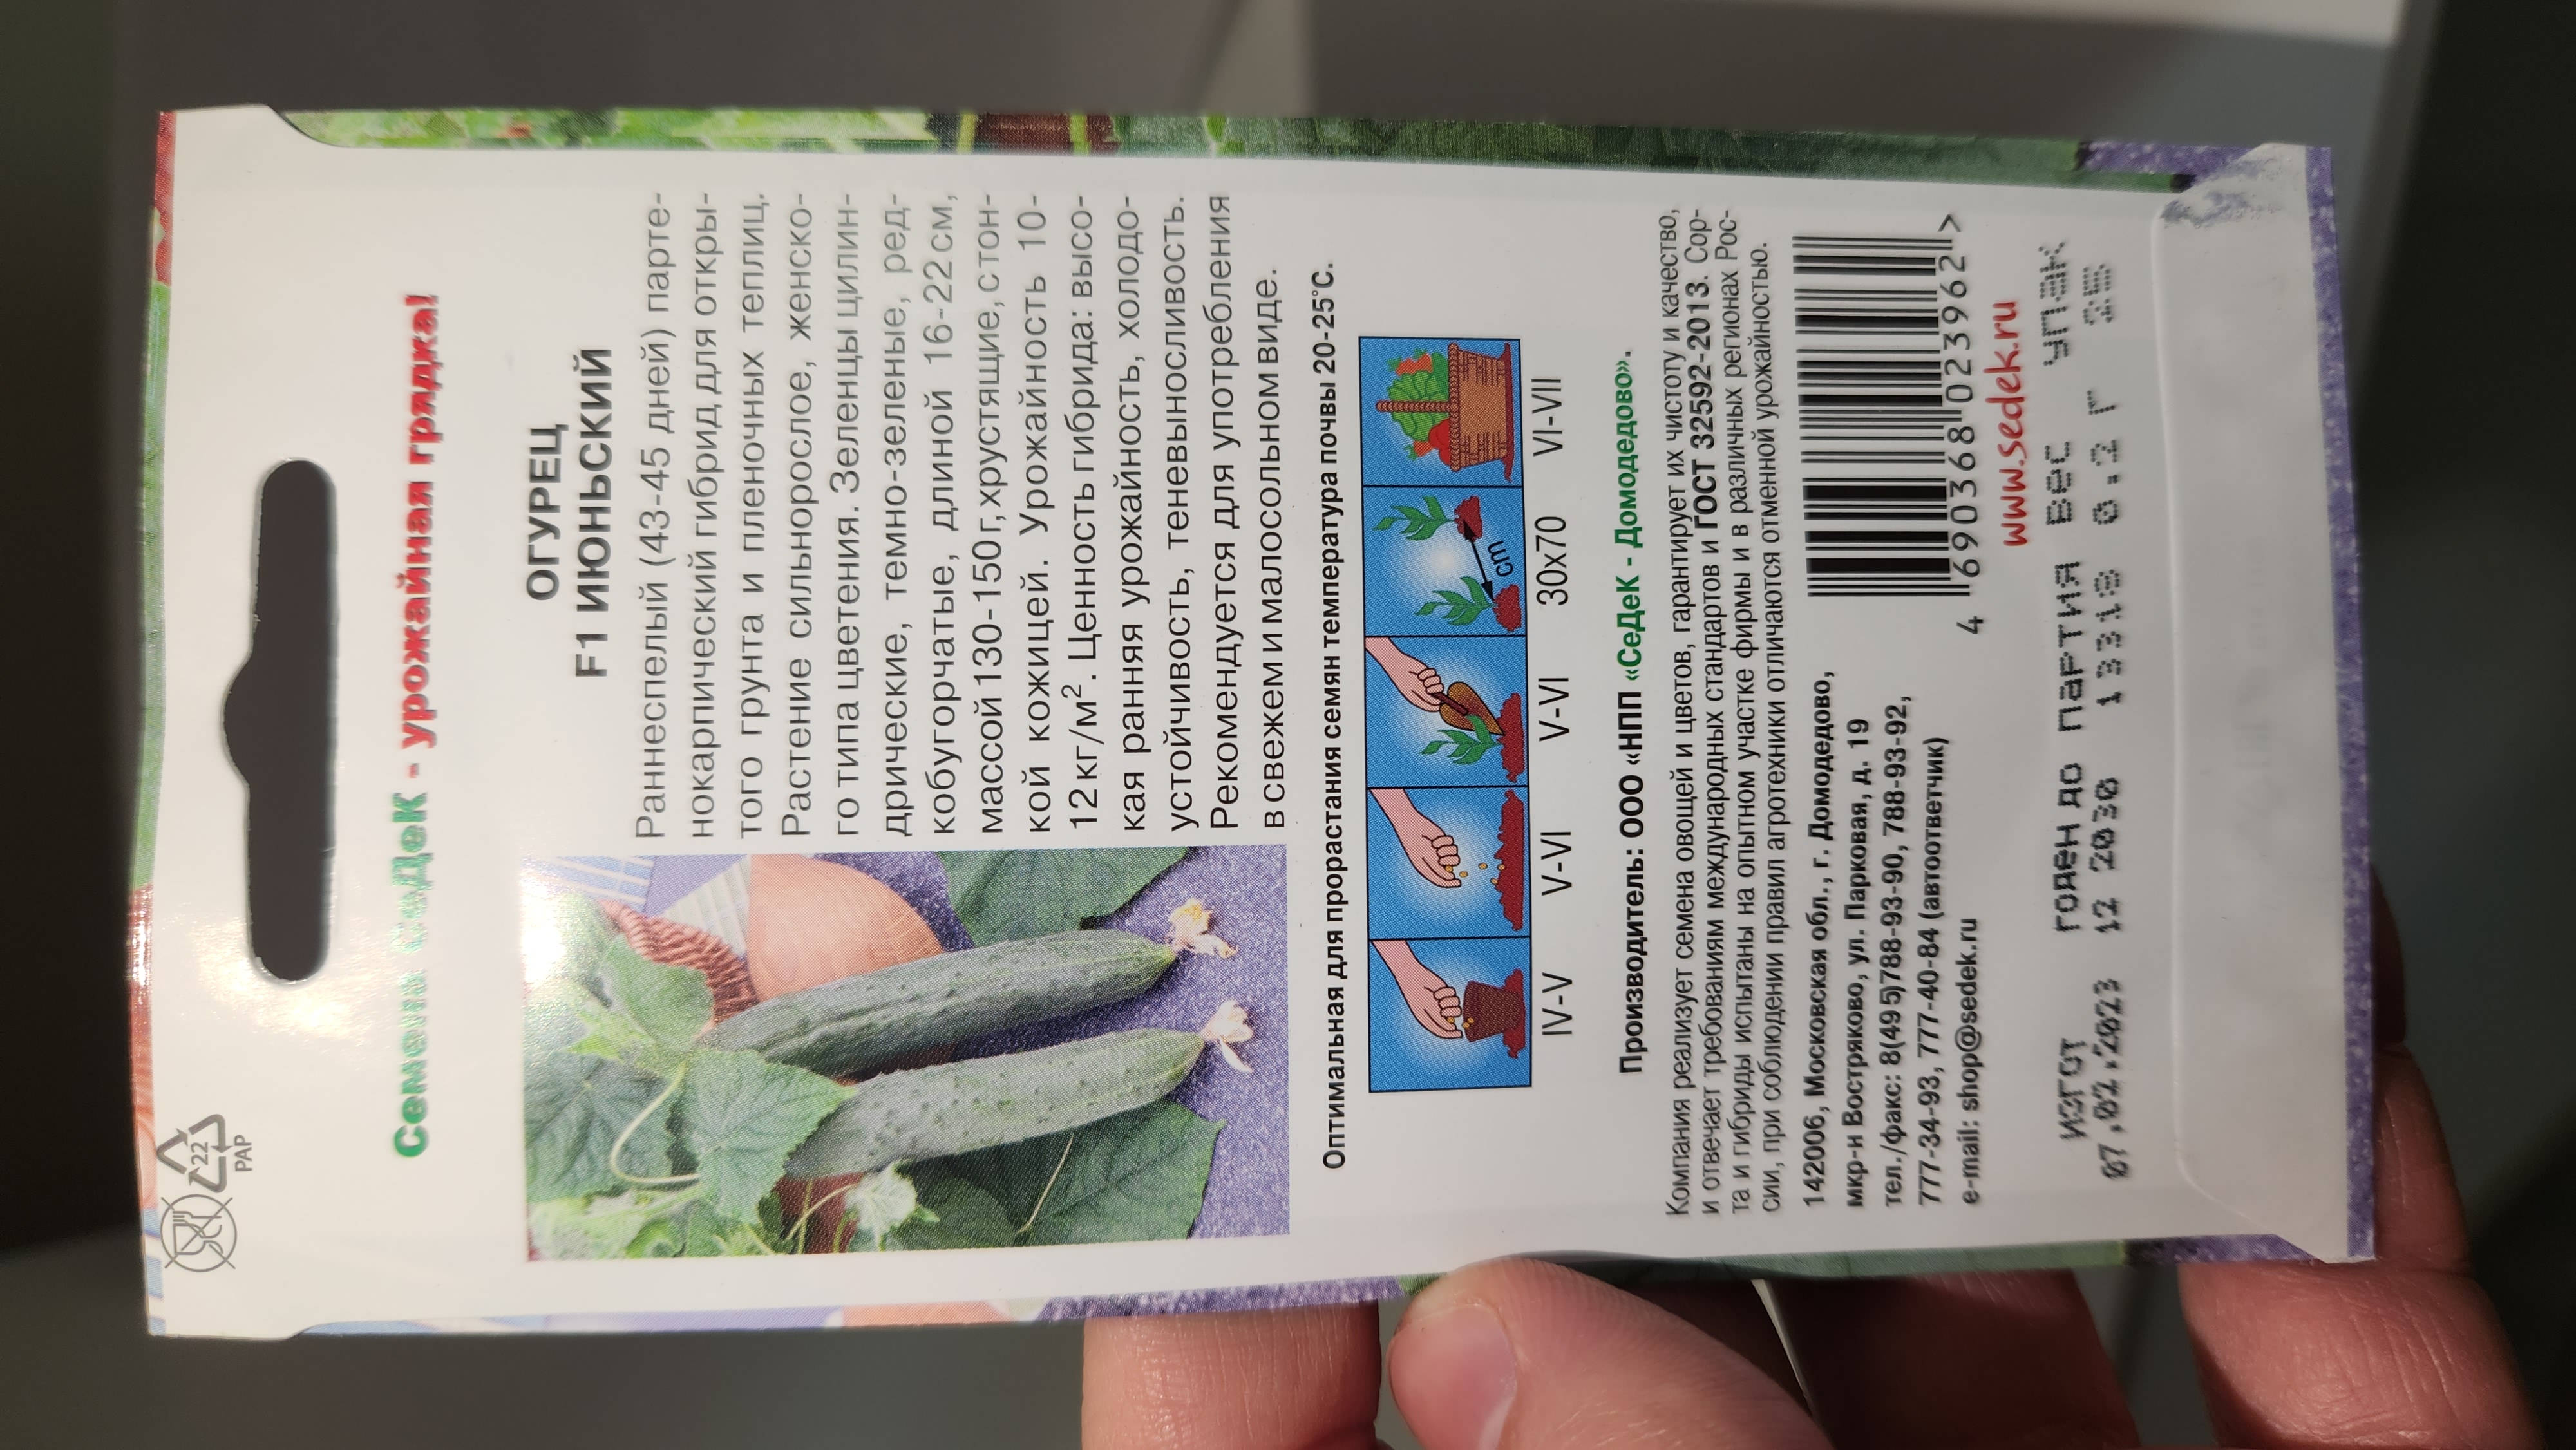 22
PAP
Семена СеДеК - урожайная грядка!
ОГУРЕЦ
F1 ИЮНЬСКИЙ
Раннеспелый (43-45 дней) парте-
нокарпический гибрид для откры-
того грунта и пленочных теплиц.
Растение сильнорослое, женско-
го типа цветения. Зеленцы цилин-
дрические, темно-зеленые, ред-
кобугорчатые, длиной 16-22 см,
массой 130-150 г, хрустящие, с тон-
кой кожицей. Урожайность 10-
12 кг/м². Ценность гибрида: высо-
кая ранняя урожайность, холодо-
устойчивость, теневыносливость.
Рекомендуется для употребления
в свежем и малосольном виде.
Оптимальная для прорастания семян температура почвы 20-25°С.
cm
IV-V V-VI V-VI 30x70 VI-VII
Производитель: ООО «НПП «СеДеК - Домодедово».
Компания реализует семена овощей и цветов, гарантирует их чистоту и качество,
и отвечает требованиям международных стандартов и ГОСТ 32592-2013. Сор-
та и гибриды испытаны на опытном участке фирмы и в различных регионах Рос-
сии, при соблюдении правил агротехники отличаются отменной урожайностью.
142006, Московская обл., г. Домодедово,
мкр-н Востряково, ул. Парковая, д. 19
тел./факс: 8(495)788-93-90, 788-93-92,
777-34-93, 777-40-84 (автоответчик)
e-mail: shop@sedek.ru
4 690368 023962 >
www.sedek.ru
ИЗГОТ ГОДЕН ДО ПАРТИЯ ВЕС УПАК
07.02.2023 12 2030 13318 0.2 Г 25